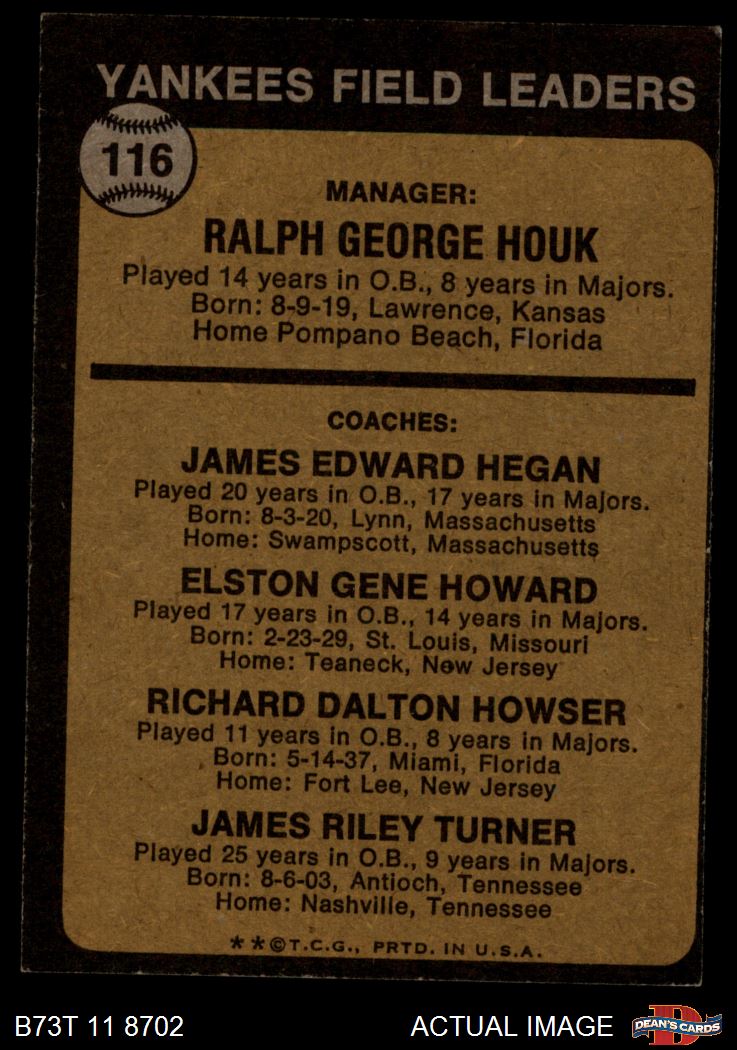 YANKEES FIELD LEADERS
116
MANAGER:
RALPH GEORGE HOUK
Played 14 years in O.B., 8 years in Majors.
Born: 8-9-19, Lawrence, Kansas
Home Pompano Beach, Florida
COACHES:
JAMES EDWARD HEGAN
Played 20 years in O.B., 17 years in Majors.
Born: 8-3-20, Lynn, Massachusetts
Home: Swampscott, Massachusetts
ELSTON GENE HOWARD
Played 17 years in O.B., 14 years in Majors.
Born: 2-23-29, St. Louis, Missouri
Home: Teaneck, New Jersey
RICHARD DALTON HOWSER
Played 11 years in O.B., 8 years in Majors.
Born: 5-14-37, Miami, Florida
Home: Fort Lee, New Jersey
JAMES RILEY TURNER
Played 25 years in O.B., 9 years in Majors.
Born: 8-6-03, Antioch, Tennessee
Home: Nashville, Tennessee
**©T.C.G., PRTD. IN U.S.A.
B73T 11 8702
ACTUAL IMAGE
DEAN'S CARDS